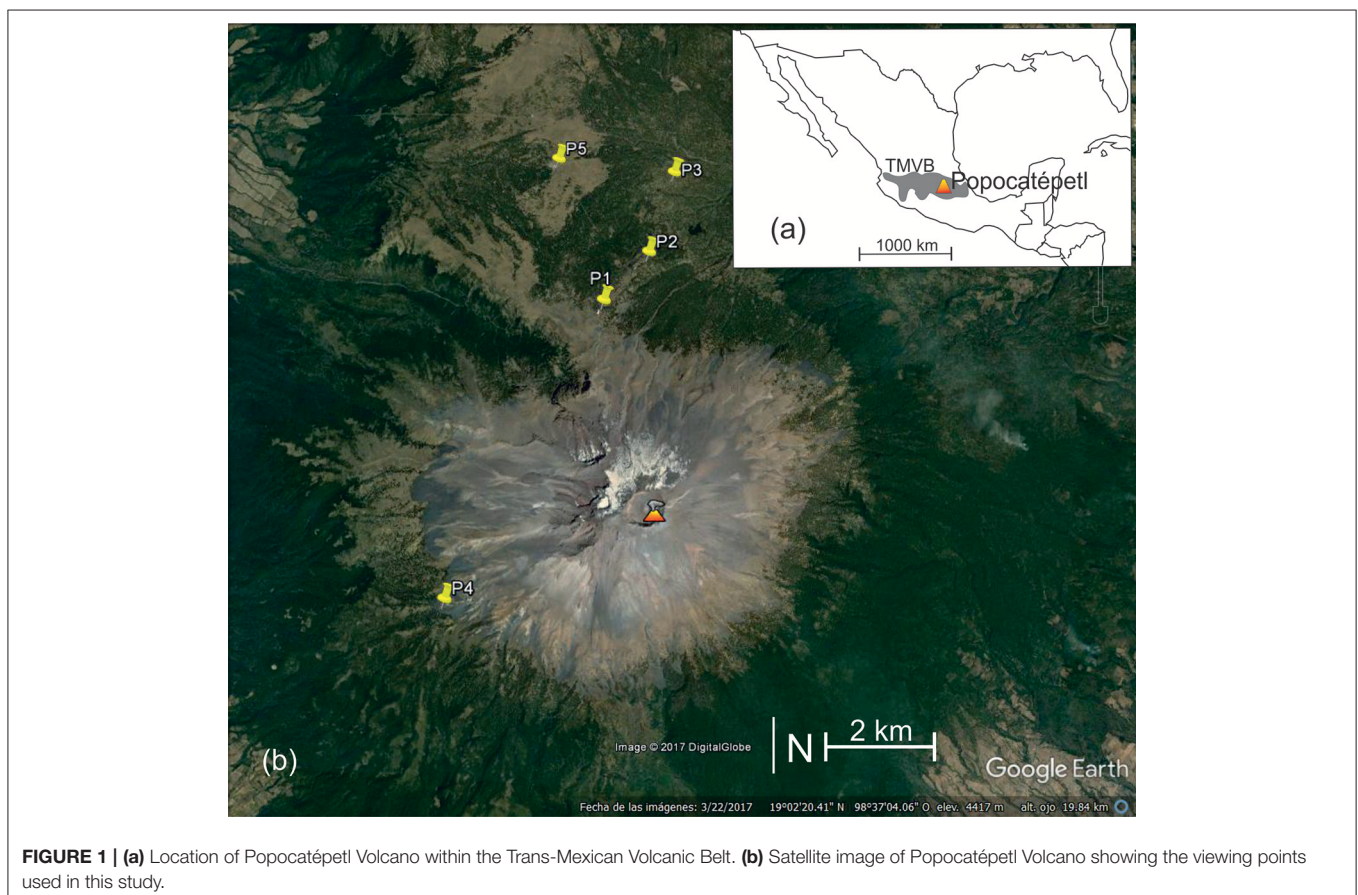 P5
P3
P2
P1
P4
TMVB
Popocatépetl
(a)
1000 km
(b)
Image © 2017 DigitalGlobe
N
2 km
Google Earth
Fecha de las imágenes: 3/22/2017 19°02'20.41" N 98°37'04.06" O elev. 4417 m alt. ojo 19.84 km
FIGURE 1 | (a) Location of Popocatépetl Volcano within the Trans-Mexican Volcanic Belt. (b) Satellite image of Popocatépetl Volcano showing the viewing points
used in this study.